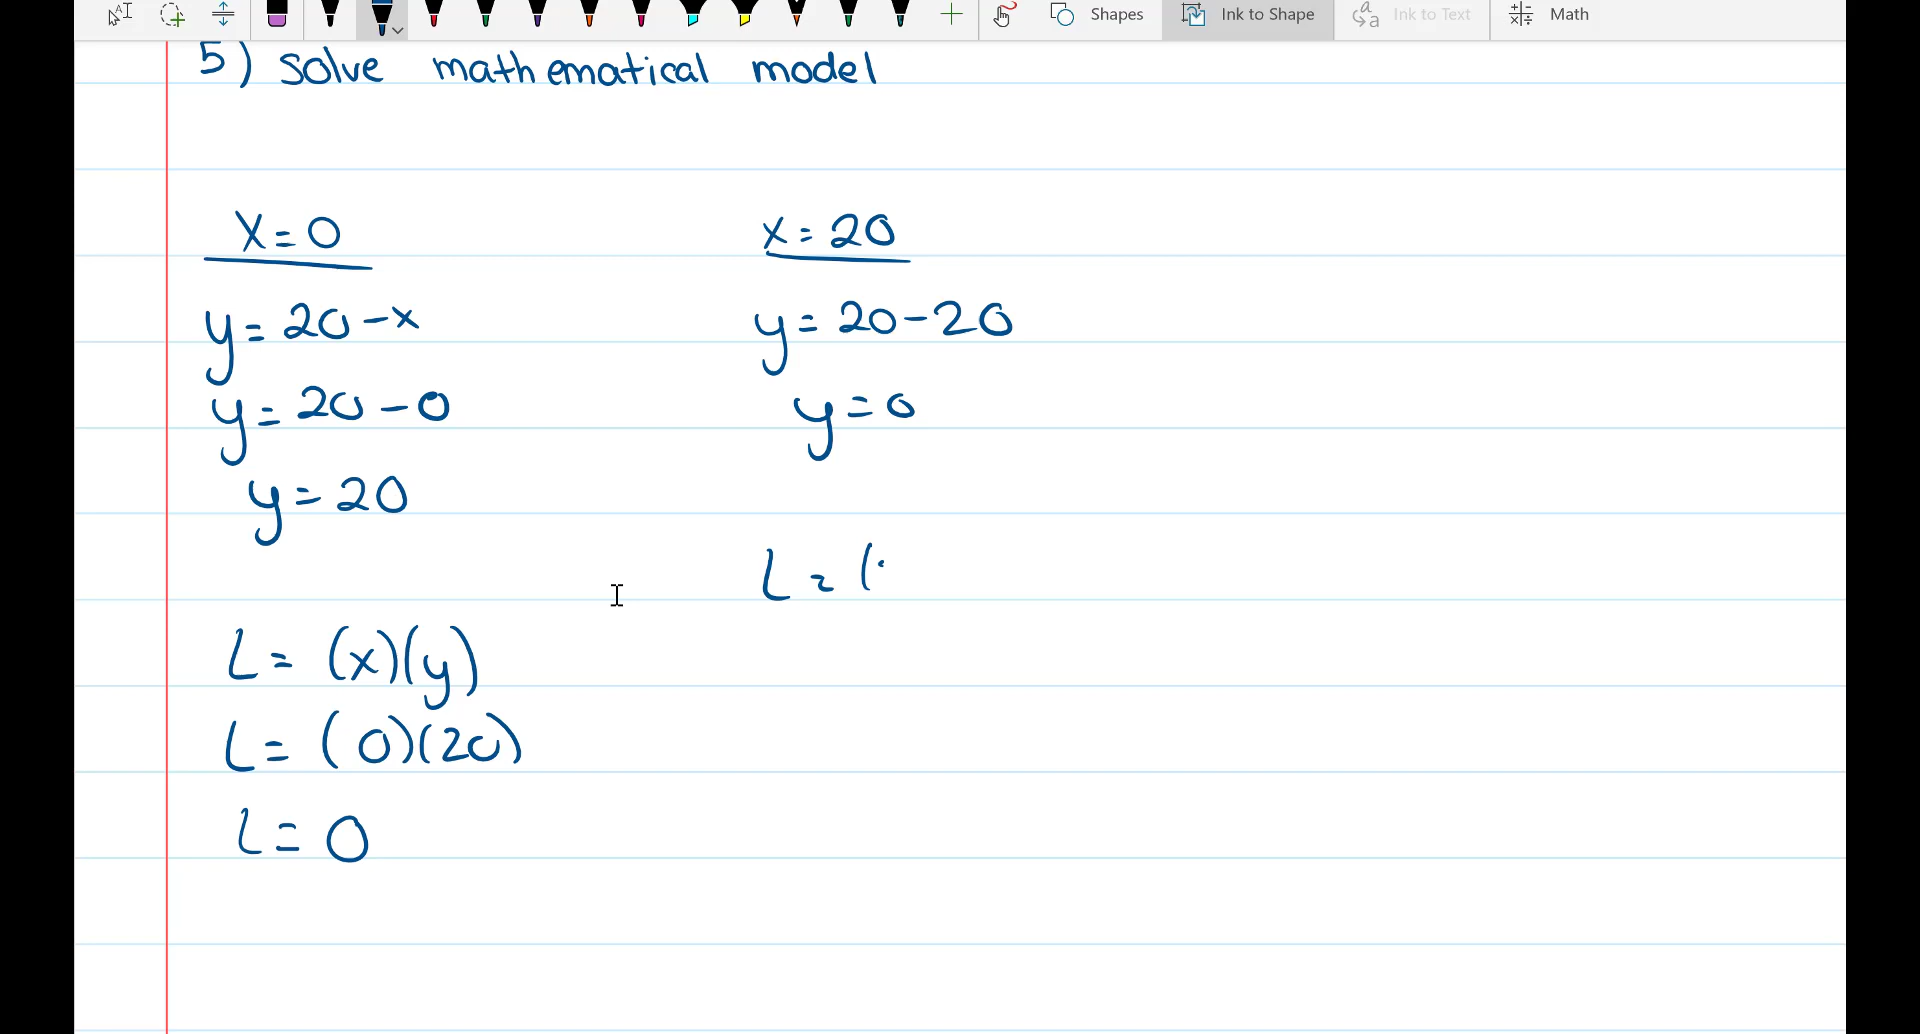 Shapes
Ink to Shape
Ink to Text
Math
5) Solve mathematical model
x = 0
y = 20 - x
y = 20 - 0
y = 20
L = (x)(y)
L = (0)(20)
L = 0
x = 20
y = 20 - 20
y = 0
L = (